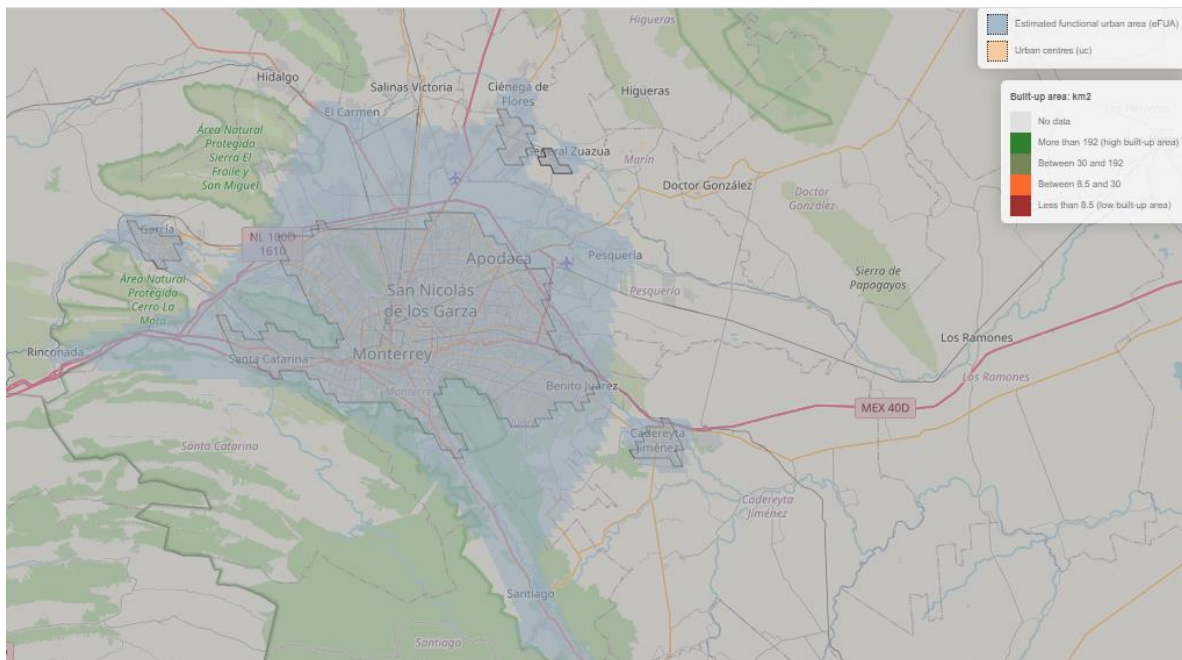 Estimated functional urban area (eFUA)
Urban centres (uc)
Built-up area: km2
No data
More than 192 (high built-up area)
Between 30 and 192
Between 8.5 and 30
Less than 8.5 (low built-up area)
Higueras
Hidalgo
Salinas Victoria
Ciénega de
Flores
Higueras
El Carmen
Área Natural
Protegida
Sierra El
Fraile y
San Miguel
General Zuazua
Marín
Doctor González
Doctor
González
García
NL 100D
161D
Apodaca
Pesquería
Área Natural
Protegida
Cerro La
Mota
San Nicolás
de los Garza
Pesquería
Sierra de
Papagayos
Los Ramones
Rinconada
Santa Catarina
Monterrey
Los Ramones
Monterrey
Benito Juárez
MEX 40D
Juárez
Cadereyta
Jiménez
Santa Catarina
Cadereyta
Jiménez
Santiago
Santiago